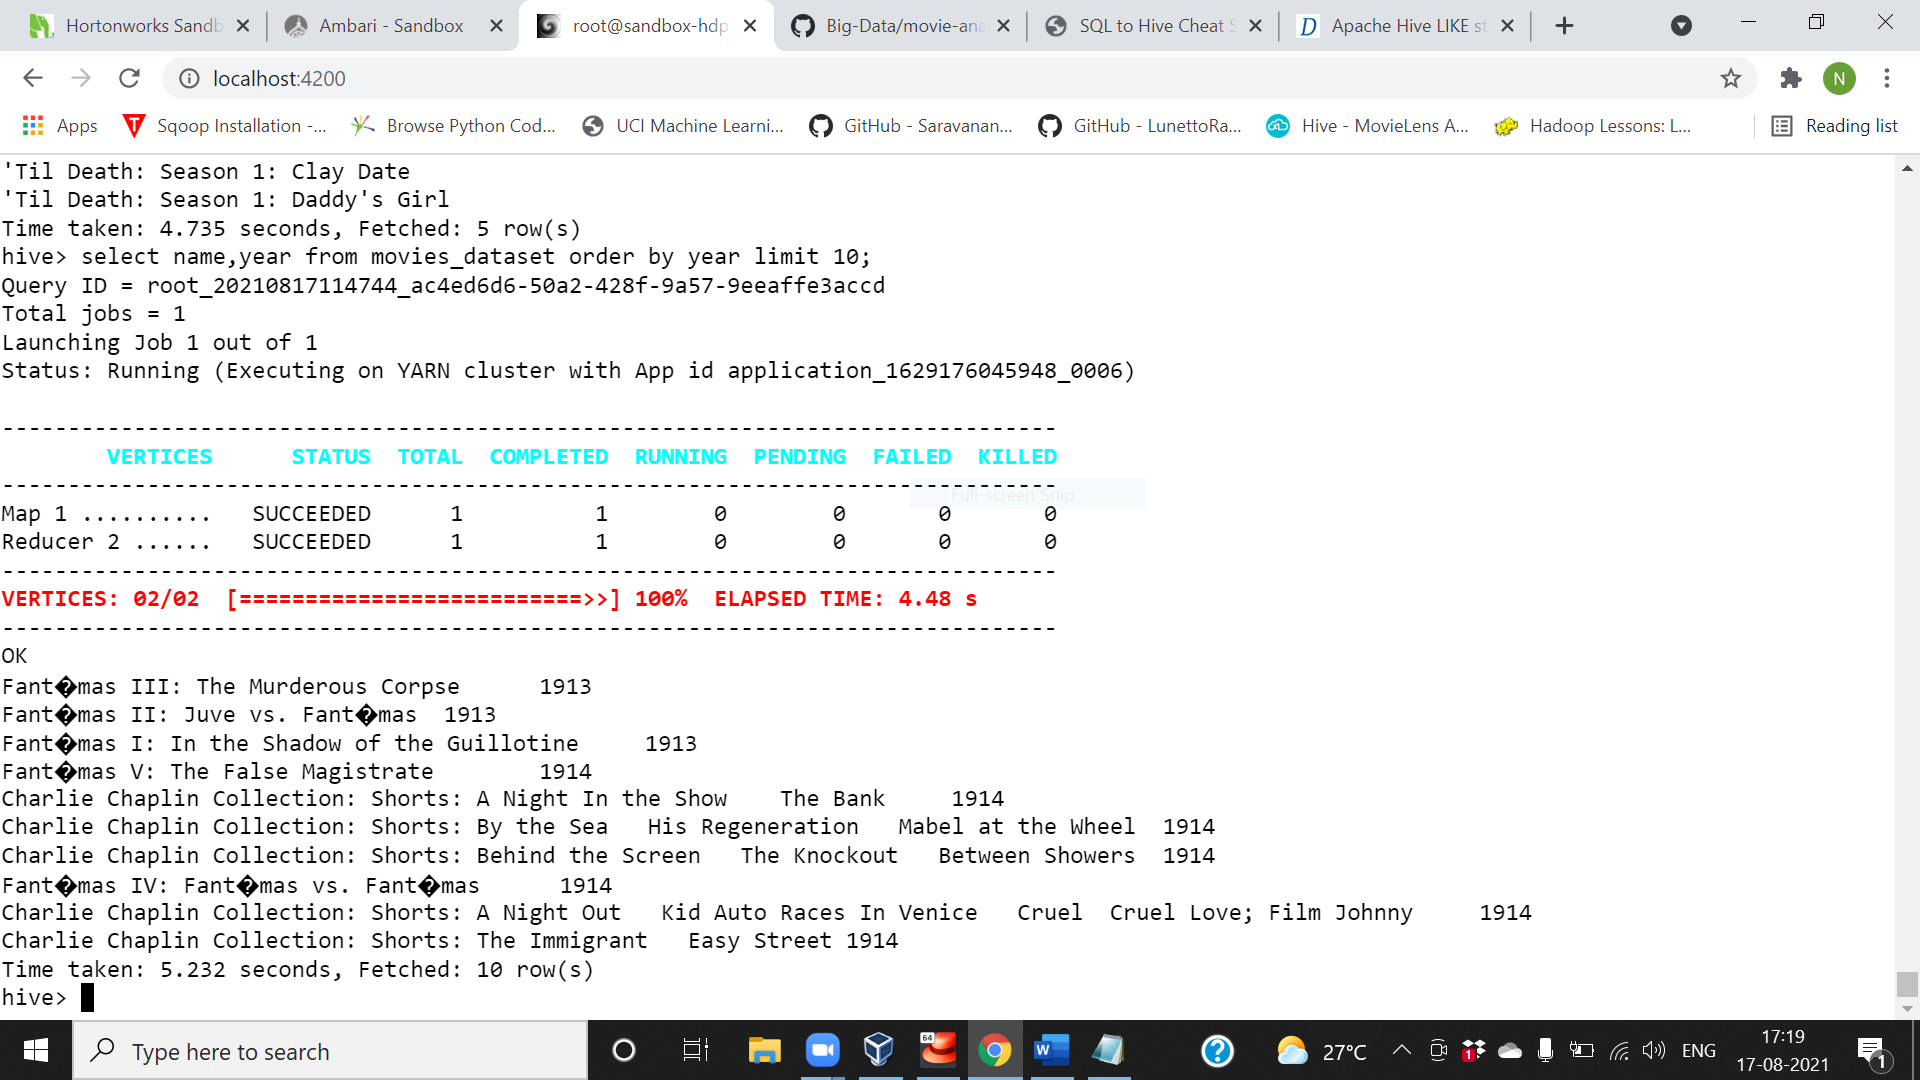 Hortonworks Sandb
Ambari - Sandbox
root@sandbox-hdp
Big-Data/movie-ana
SQL to Hive Cheat S
Apache Hive LIKE st
localhost:4200
N
Apps
Sqoop Installation -...
Browse Python Cod...
UCI Machine Learni...
GitHub - Saravanan...
GitHub - LunettoRa...
Hive - MovieLens A...
Hadoop Lessons: L...
Reading list
'Til Death: Season 1: Clay Date
'Til Death: Season 1: Daddy's Girl
Time taken: 4.735 seconds, Fetched: 5 row(s)
hive> select name,year from movies_dataset order by year limit 10;
Query ID = root_20210817114744_ac4ed6d6-50a2-428f-9a57-9eeaffe3accd
Total jobs = 1
Launching Job 1 out of 1
Status: Running (Executing on YARN cluster with App id application_1629176045948_0006)
--------------------------------------------------------------------------------
VERTICES STATUS TOTAL COMPLETED RUNNING PENDING FAILED KILLED
--------------------------------------------------------------------------------
Full-screen Snip
Map 1 .......... SUCCEEDED 1 1 0 0 0 0
Reducer 2 ...... SUCCEEDED 1 1 0 0 0 0
--------------------------------------------------------------------------------
VERTICES: 02/02 [==========================>>] 100% ELAPSED TIME: 4.48 s
--------------------------------------------------------------------------------
OK
Fant�mas III: The Murderous Corpse 1913
Fant�mas II: Juve vs. Fant�mas 1913
Fant�mas I: In the Shadow of the Guillotine 1913
Fant�mas V: The False Magistrate 1914
Charlie Chaplin Collection: Shorts: A Night In the Show The Bank 1914
Charlie Chaplin Collection: Shorts: By the Sea His Regeneration Mabel at the Wheel 1914
Charlie Chaplin Collection: Shorts: Behind the Screen The Knockout Between Showers 1914
Fant�mas IV: Fant�mas vs. Fant�mas 1914
Charlie Chaplin Collection: Shorts: A Night Out Kid Auto Races In Venice Cruel Cruel Love; Film Johnny 1914
Charlie Chaplin Collection: Shorts: The Immigrant Easy Street 1914
Time taken: 5.232 seconds, Fetched: 10 row(s)
hive>
Type here to search
64
W
27°C
1
ENG
17:19
17-08-2021
1